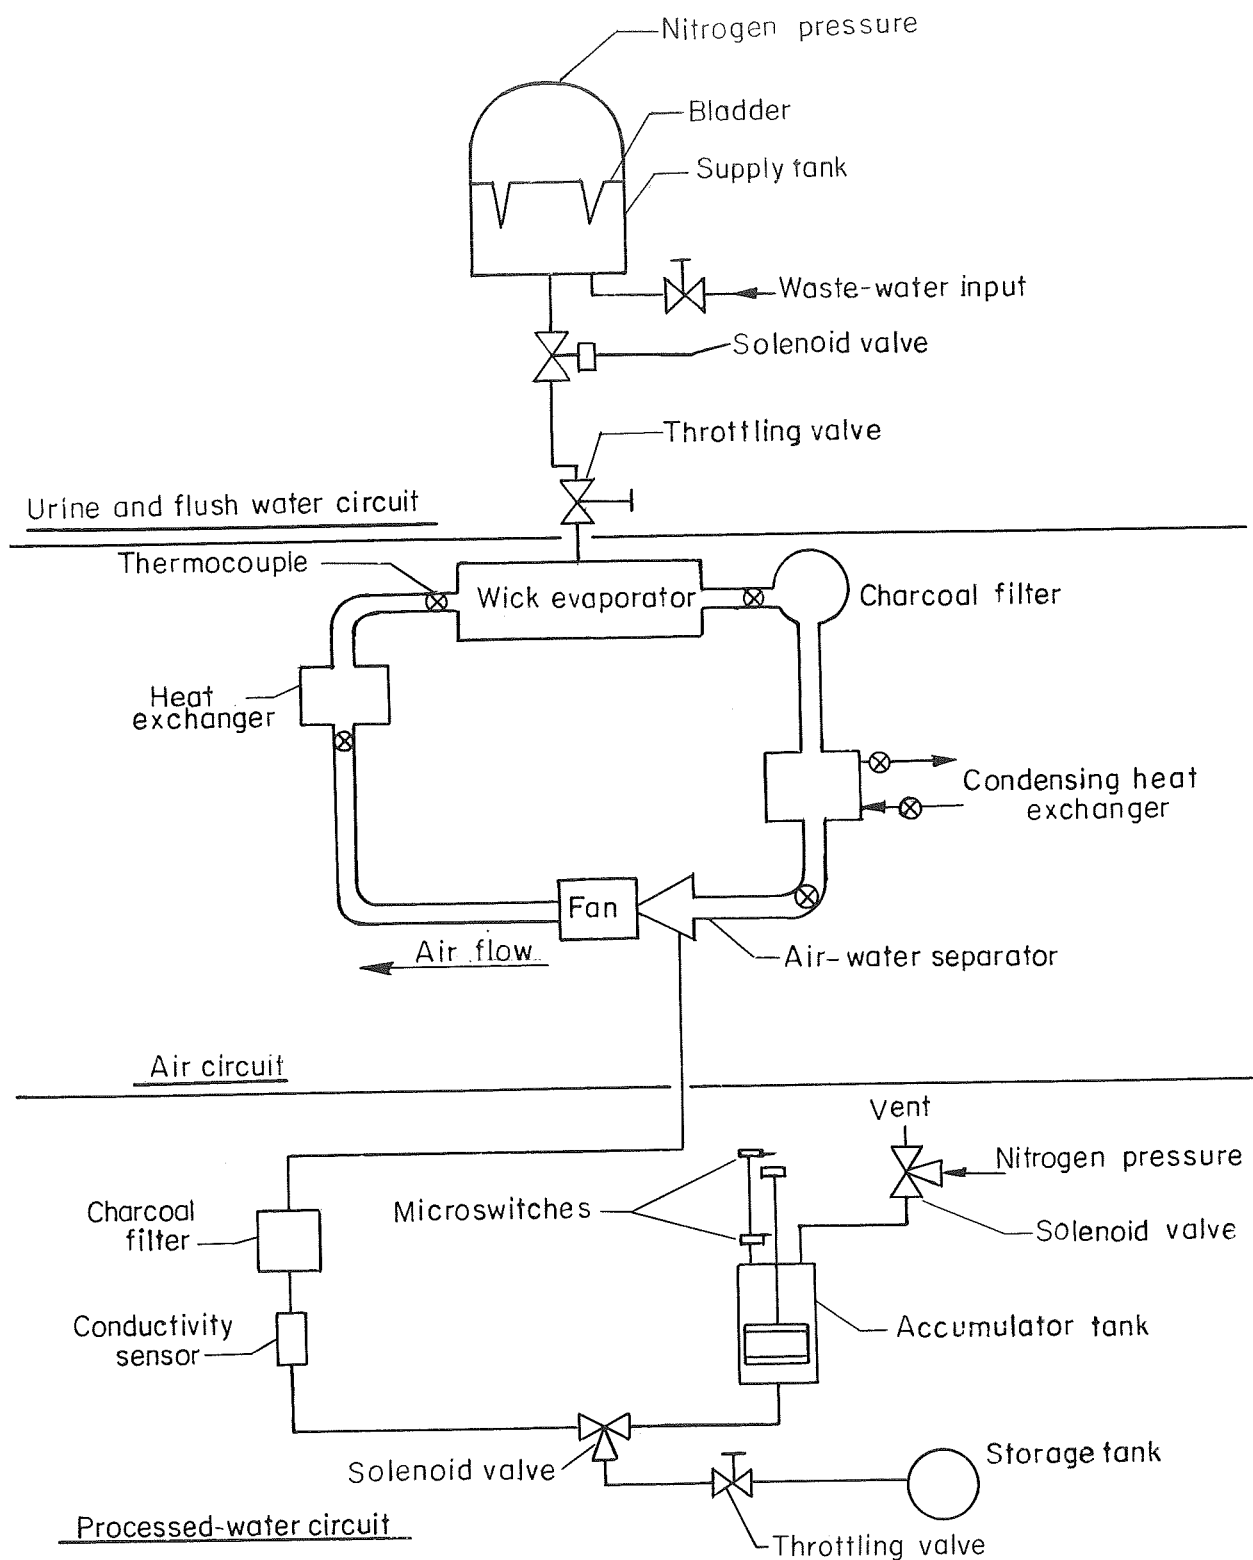 Nitrogen pressure
Bladder
Supply tank
Waste-water input
Solenoid valve
Throttling valve
Urine and flush water circuit
Thermocouple
Wick evaporator
Charcoal filter
Heat
exchanger
Condensing heat
exchanger
Fan
Air flow
Air-water separator
Air circuit
Vent
Nitrogen pressure
Microswitches
Solenoid valve
Charcoal
filter
Accumulator tank
Conductivity
sensor
Storage tank
Solenoid valve
Processed-water circuit
Throttling valve